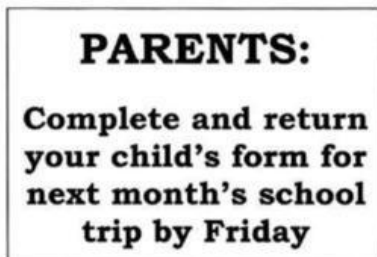 PARENTS:
Complete and return
your child's form for
next month's school
trip by Friday